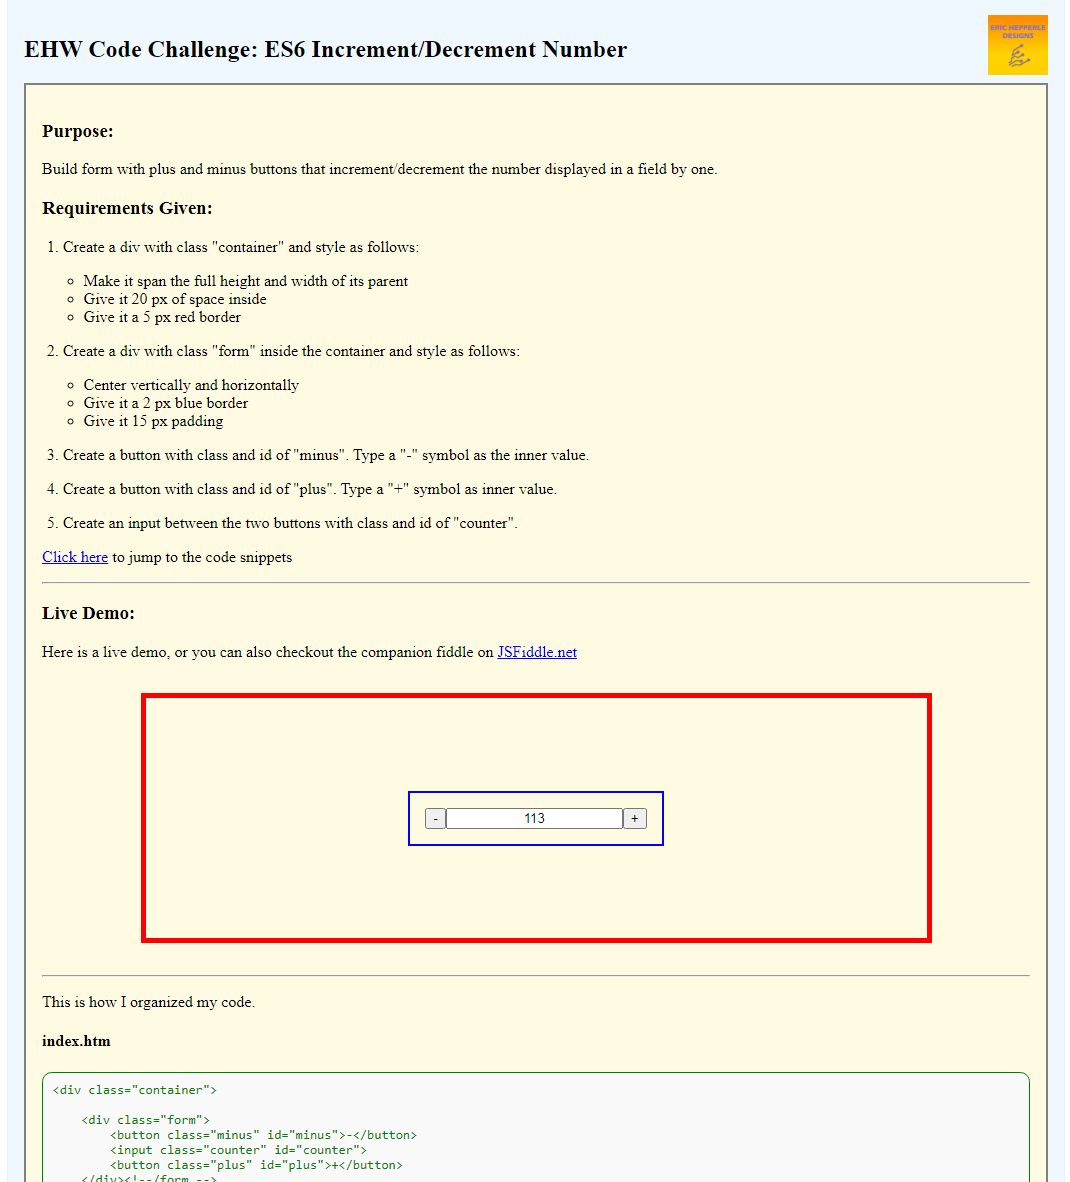 EHW Code Challenge: ES6 Increment/Decrement Number
ERIC HEPPERLE
DESIGNS
Purpose:
Build form with plus and minus buttons that increment/decrement the number displayed in a field by one.
Requirements Given:
1. Create a div with class "container" and style as follows:
Make it span the full height and width of its parent
Give it 20 px of space inside
Give it a 5 px red border
2. Create a div with class "form" inside the container and style as follows:
Center vertically and horizontally
Give it a 2 px blue border
Give it 15 px padding
3. Create a button with class and id of "minus". Type a "-" symbol as the inner value.
4. Create a button with class and id of "plus". Type a "+" symbol as inner value.
5. Create an input between the two buttons with class and id of "counter".
Click here to jump to the code snippets
Live Demo:
Here is a live demo, or you can also checkout the companion fiddle on JSFiddle.net
- 113 +
This is how I organized my code.
index.htm
<div class="container">
<div class="form">
<button class="minus" id="minus">-</button>
<input class="counter" id="counter">
<button class="plus" id="plus">+</button>
</div><!--/form -->